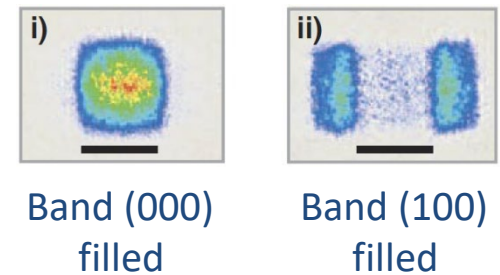 i)
ii)
Band (000)
filled
Band (100)
filled